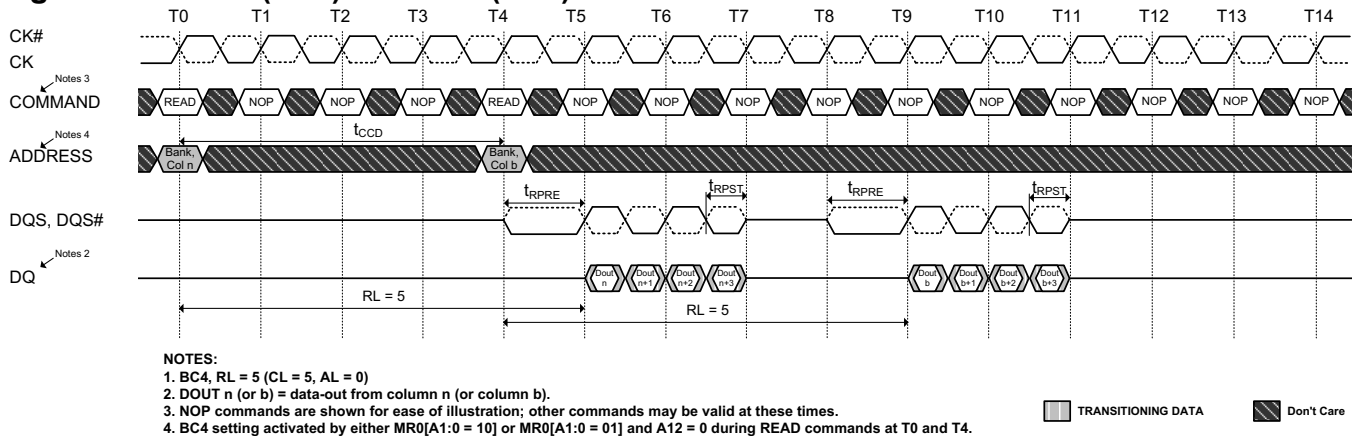 T0 T1 T2 T3 T4 T5 T6 T7 T8 T9 T10 T11 T12 T13 T14
CK#
CK
Notes 3
COMMAND READ NOP NOP NOP READ NOP NOP NOP NOP NOP NOP NOP NOP NOP NOP
tCCD
Notes 4
ADDRESS Bank, Col n Bank, Col b
tRPRE tRPST tRPRE tRPST
DQS, DQS#
Notes 2
DQ Dout n Dout n+1 Dout n+2 Dout n+3 Dout b Dout b+1 Dout b+2 Dout b+3
RL = 5
RL = 5
NOTES:
1. BC4, RL = 5 (CL = 5, AL = 0)
2. DOUT n (or b) = data-out from column n (or column b).
3. NOP commands are shown for ease of illustration; other commands may be valid at these times.
4. BC4 setting activated by either MR0[A1:0 = 10] or MR0[A1:0 = 01] and A12 = 0 during READ commands at T0 and T4.
TRANSITIONING DATA Don't Care